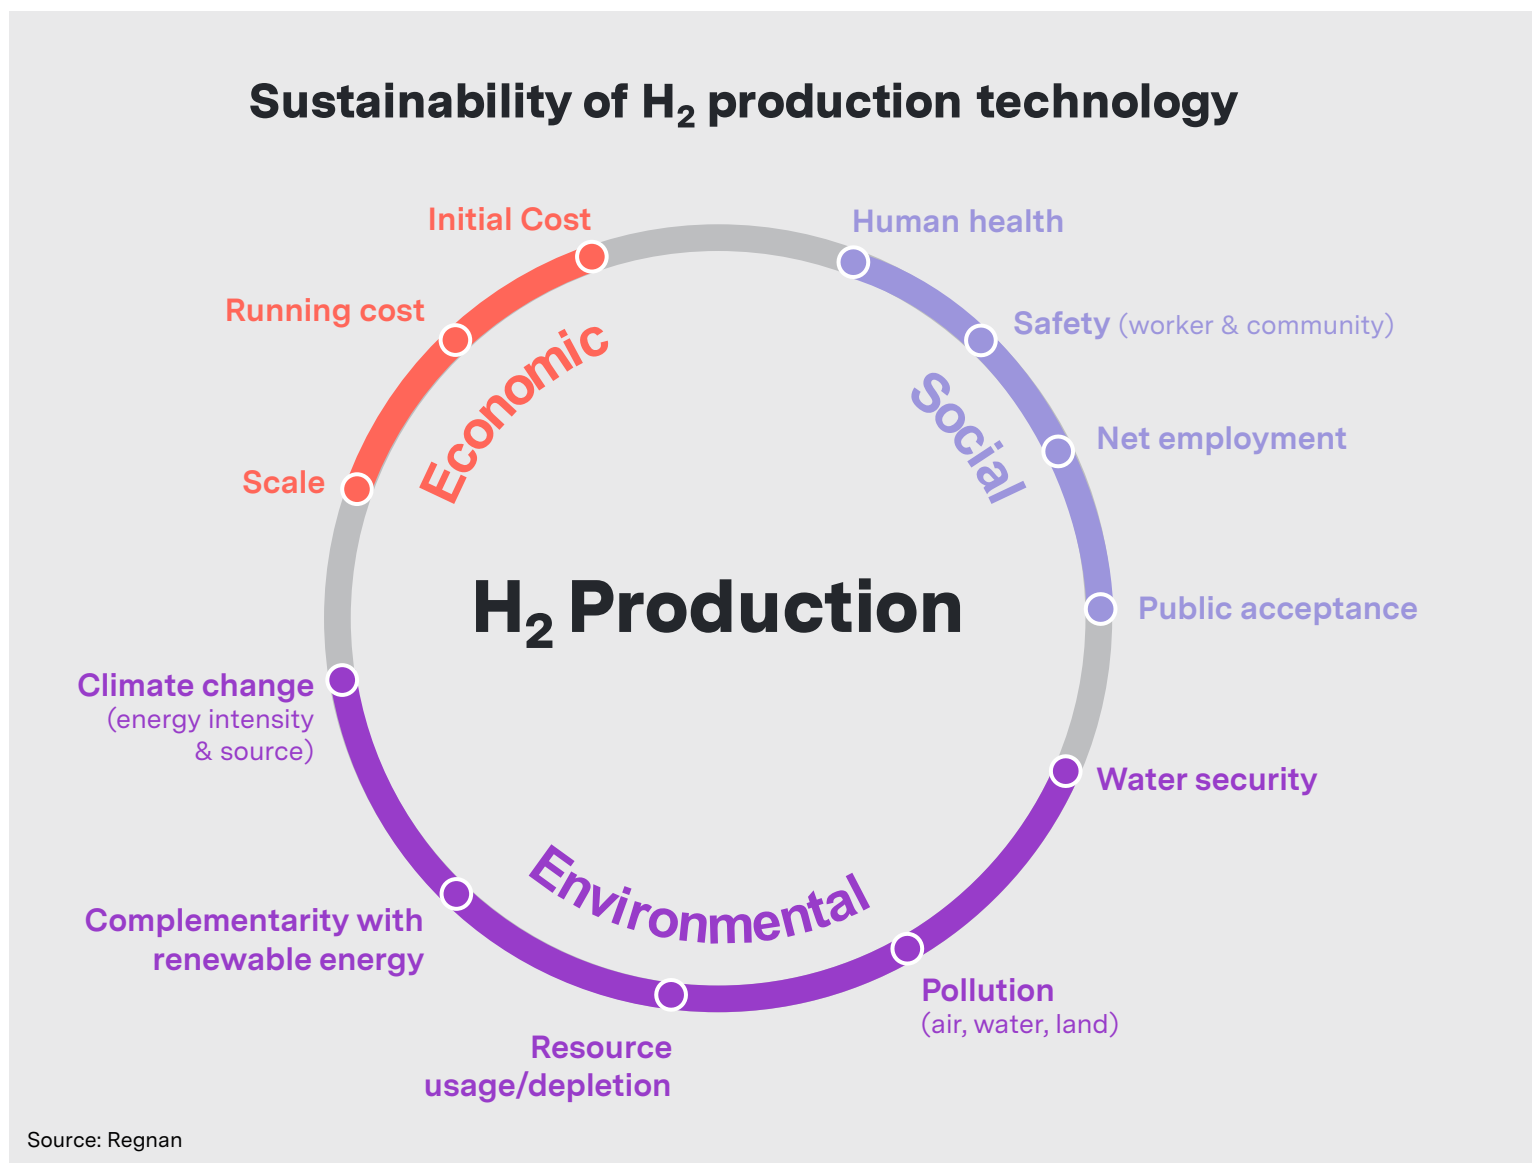 Sustainability of H₂ production technology
Initial Cost
Running cost
Scale
Economic
Human health
Safety (worker & community)
Net employment
Public acceptance
Social
H₂ Production
Climate change
(energy intensity
& source)
Complementarity with
renewable energy
Resource
usage/depletion
Pollution
(air, water, land)
Water security
Environmental
Source: Regnan